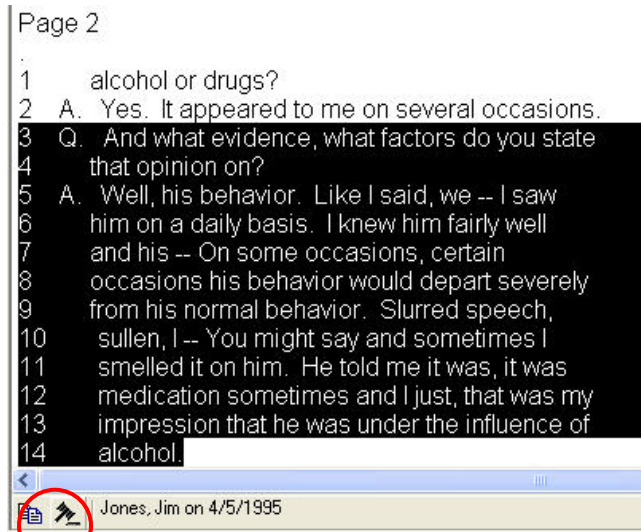 Page 2
.
1 alcohol or drugs?
2 A. Yes. It appeared to me on several occasions.
3 Q. And what evidence, what factors do you state
4 that opinion on?
5 A. Well, his behavior. Like I said, we -- I saw
6 him on a daily basis. I knew him fairly well
7 and his -- On some occasions, certain
8 occasions his behavior would depart severely
9 from his normal behavior. Slurred speech,
10 sullen, I -- You might say and sometimes I
11 smelled it on him. He told me it was, it was
12 medication sometimes and I just, that was my
13 impression that he was under the influence of
14 alcohol.
Jones, Jim on 4/5/1995